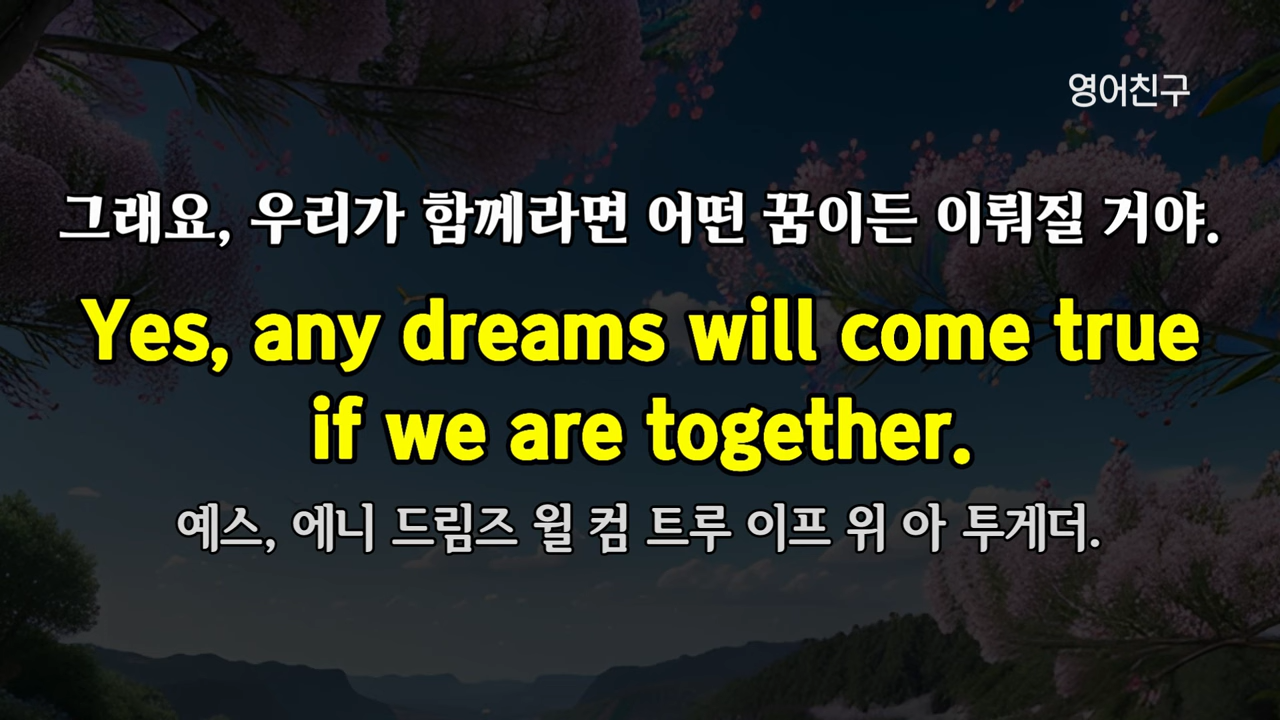 영어친구
그래요, 우리가 함께라면 어떤 꿈이든 이뤄질 거야.
Yes, any dreams will come true
if we are together.
예스, 에니 드림즈 윌 컴 트루 이프 위 아 투게더.